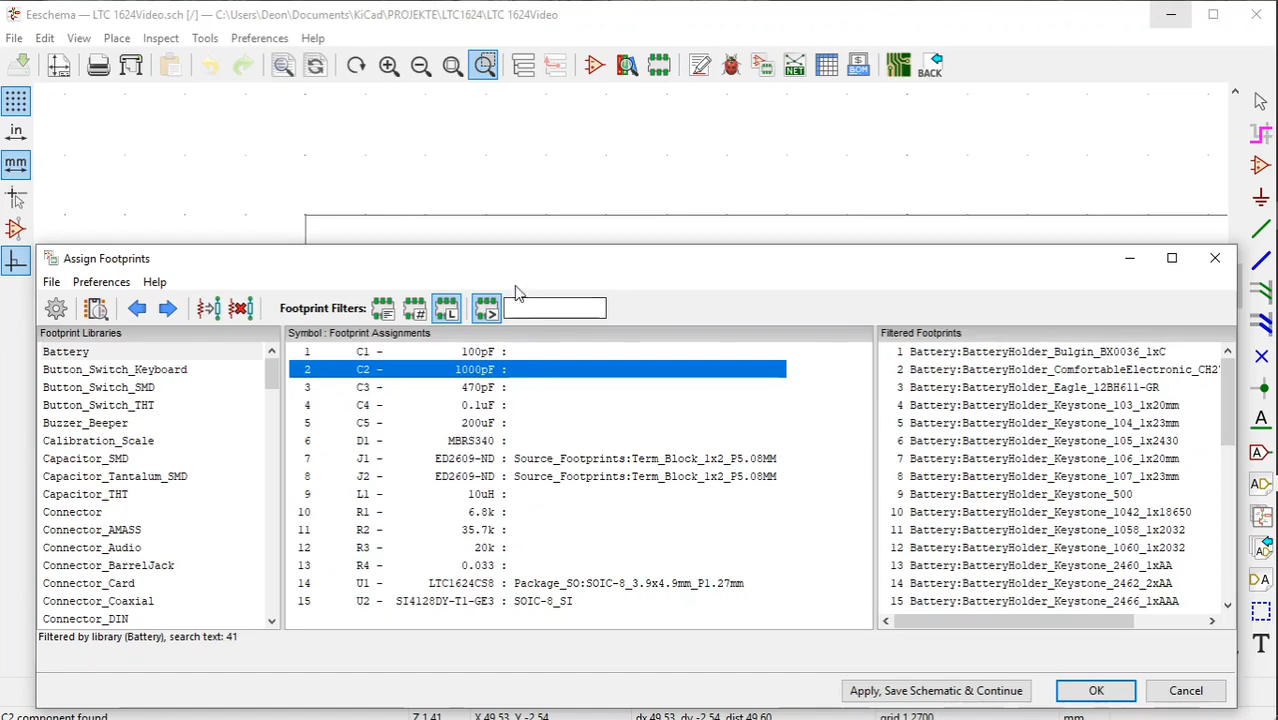 Eeschema — LTC 1624Video.sch [/] — C:\Users\Deon\Documents\KiCad\PROJEKTE\LTC1624\LTC 1624Video
File Edit View Place Inspect Tools Preferences Help
NET
BOM
BACK
in
mm
A
A
D A
T
Assign Footprints
File Preferences Help
Footprint Filters:
Footprint Libraries
Battery
Button_Switch_Keyboard
Button_Switch_SMD
Button_Switch_THT
Buzzer_Beeper
Calibration_Scale
Capacitor_SMD
Capacitor_Tantalum_SMD
Capacitor_THT
Connector
Connector_AMASS
Connector_Audio
Connector_BarrelJack
Connector_Card
Connector_Coaxial
Connector_DIN
Symbol : Footprint Assignments
1 C1 - 100pF :
2 C2 - 1000pF :
3 C3 - 470pF :
4 C4 - 0.1uF :
5 C5 - 200uF :
6 D1 - MBRS340 :
7 J1 - ED2609-ND : Source_Footprints:Term_Block_1x2_P5.08MM
8 J2 - ED2609-ND : Source_Footprints:Term_Block_1x2_P5.08MM
9 L1 - 10uH :
10 R1 - 6.8k :
11 R2 - 35.7k :
12 R3 - 20k :
13 R4 - 0.033 :
14 U1 - LTC1624CS8 : Package_SO:SOIC-8_3.9x4.9mm_P1.27mm
15 U2 - SI4128DY-T1-GE3 : SOIC-8_SI
Filtered Footprints
1 Battery:BatteryHolder_Bulgin_BX0036_1xC
2 Battery:BatteryHolder_ComfortableElectronic_CH2
3 Battery:BatteryHolder_Eagle_12BH611-GR
4 Battery:BatteryHolder_Keystone_103_1x20mm
5 Battery:BatteryHolder_Keystone_104_1x23mm
6 Battery:BatteryHolder_Keystone_105_1x2430
7 Battery:BatteryHolder_Keystone_106_1x20mm
8 Battery:BatteryHolder_Keystone_107_1x23mm
9 Battery:BatteryHolder_Keystone_500
10 Battery:BatteryHolder_Keystone_1042_1x18650
11 Battery:BatteryHolder_Keystone_1058_1x2032
12 Battery:BatteryHolder_Keystone_1060_1x2032
13 Battery:BatteryHolder_Keystone_2460_1xAA
14 Battery:BatteryHolder_Keystone_2462_2xAA
15 Battery:BatteryHolder_Keystone_2466_1xAAA
Filtered by library (Battery), search text: 41
Apply, Save Schematic & Continue OK Cancel
C2 component found Z 1.41 X 49.53 Y -2.54 dx 49.53 dy -2.54 dist 49.60 grid 1.2700 mm